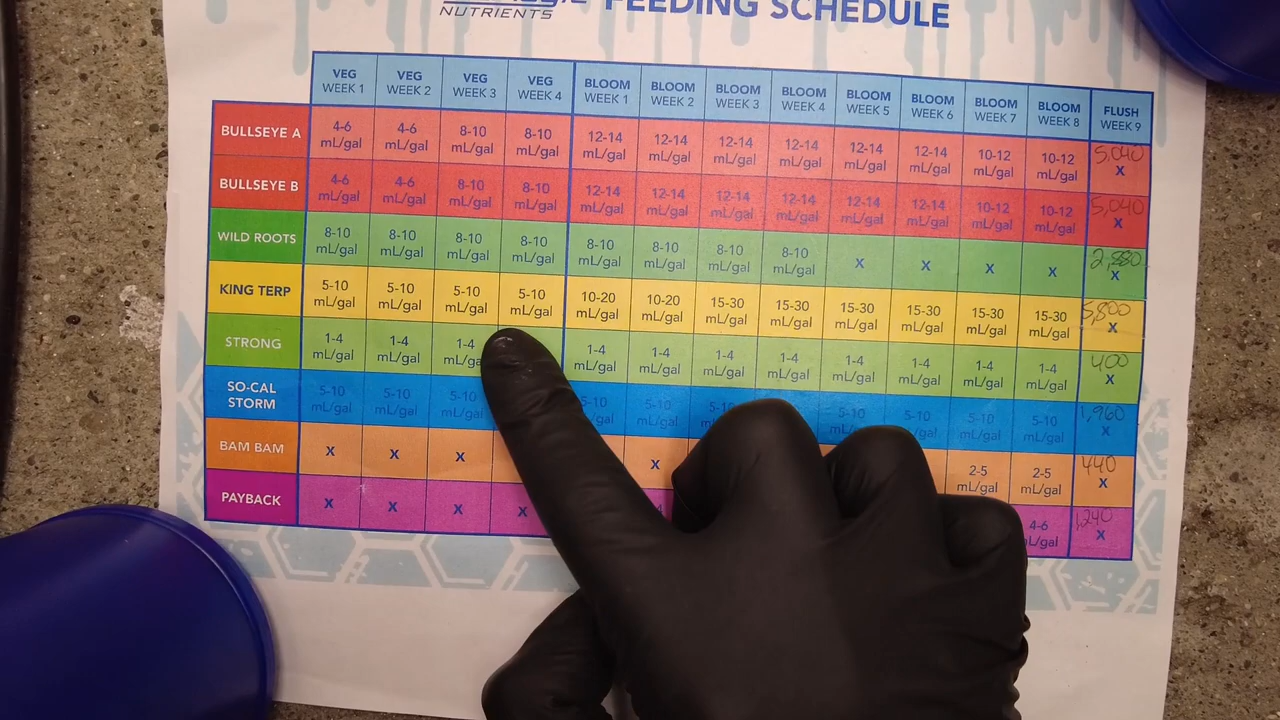 FEEDING SCHEDULE
NUTRIENTS
VEG WEEK 1 VEG WEEK 2 VEG WEEK 3 VEG WEEK 4 BLOOM WEEK 1 BLOOM WEEK 2 BLOOM WEEK 3 BLOOM WEEK 4 BLOOM WEEK 5 BLOOM WEEK 6 BLOOM WEEK 7 BLOOM WEEK 8 FLUSH WEEK 9
BULLSEYE A 4-6 mL/gal 4-6 mL/gal 8-10 mL/gal 8-10 mL/gal 12-14 mL/gal 12-14 mL/gal 12-14 mL/gal 12-14 mL/gal 12-14 mL/gal 12-14 mL/gal 10-12 mL/gal 10-12 mL/gal 5,040 X
BULLSEYE B 4-6 mL/gal 4-6 mL/gal 8-10 mL/gal 8-10 mL/gal 12-14 mL/gal 12-14 mL/gal 12-14 mL/gal 12-14 mL/gal 12-14 mL/gal 12-14 mL/gal 10-12 mL/gal 10-12 mL/gal 5,040 X
WILD ROOTS 8-10 mL/gal 8-10 mL/gal 8-10 mL/gal 8-10 mL/gal 8-10 mL/gal 8-10 mL/gal 8-10 mL/gal 8-10 mL/gal X X X X X
KING TERP 5-10 mL/gal 5-10 mL/gal 5-10 mL/gal 5-10 mL/gal 10-20 mL/gal 10-20 mL/gal 15-30 mL/gal 15-30 mL/gal 15-30 mL/gal 15-30 mL/gal 15-30 mL/gal 15-30 mL/gal 5,800 X
STRONG 1-4 mL/gal 1-4 mL/gal 1-4 1-4 mL/gal 1-4 mL/gal 1-4 mL/gal 1-4 mL/gal 1-4 mL/gal 1-4 mL/gal 1-4 mL/gal 1-4 mL/gal 400 X
SO-CAL STORM 5-10 mL/gal 5-10 mL/gal 5-10 mL/gal 5-10 mL/gal 5-10 mL/gal 5-10 mL/gal 5-10 mL/gal 5-10 mL/gal 5-10 mL/gal 1,960 X
BAM BAM X X X X 2-5 mL/gal 2-5 mL/gal 440 X
PAYBACK X X X X 4-6 mL/gal 1,240 X